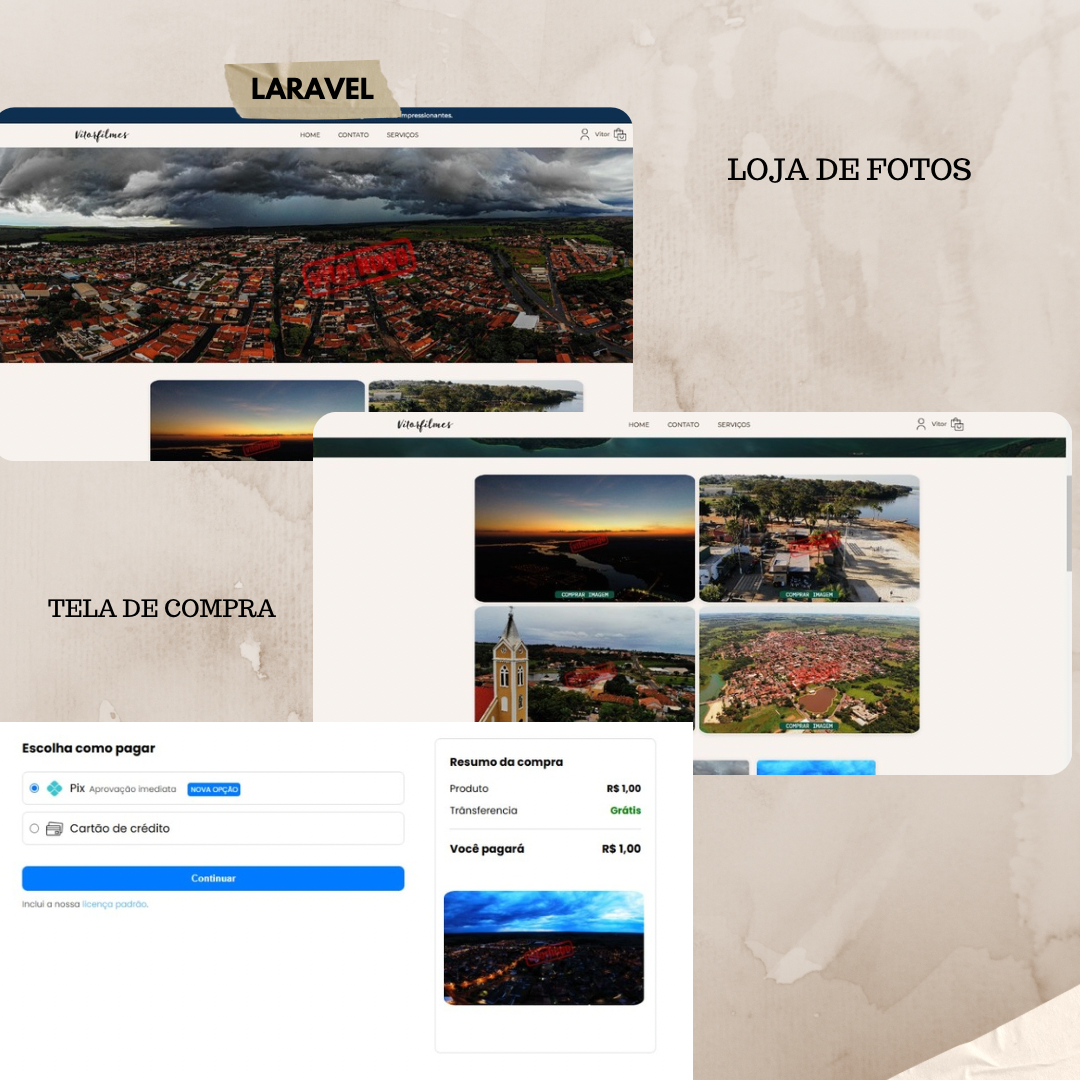 LARAVEL
impressionantes.
Vitorfilmes
HOME CONTATO SERVIÇOS
Vitor
LOJA DE FOTOS
Vitorfilmes
HOME CONTATO SERVIÇOS
Vitor
COMPRAR IMAGEM
COMPRAR IMAGEM
COMPRAR IMAGEM
TELA DE COMPRA
Escolha como pagar
Pix Aprovação imediata NOVA OPÇÃO
Cartão de crédito
Continuar
Inclui a nossa licença padrão.
Resumo da compra
Produto R$ 1,00
Trânsferencia Grátis
Você pagará R$ 1,00